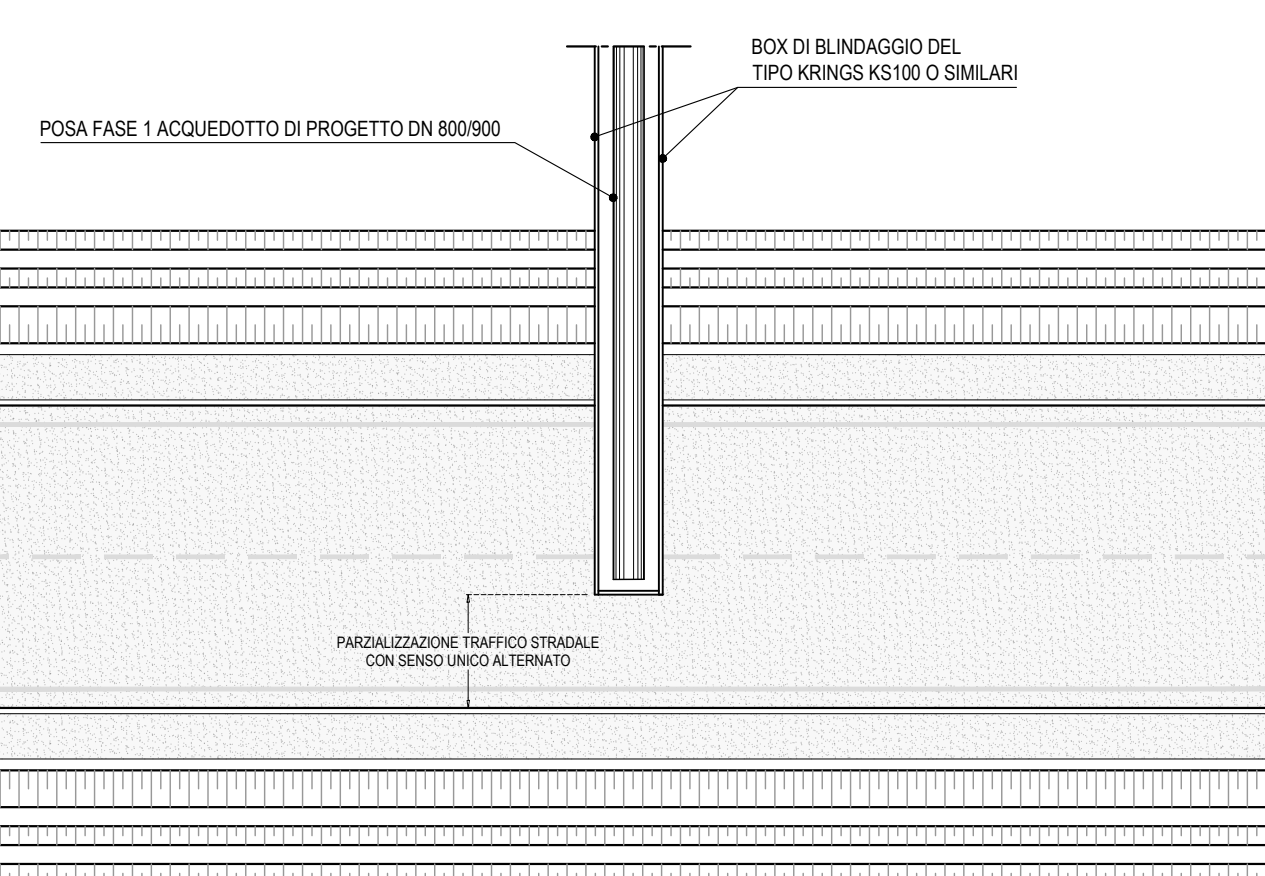 BOX DI BLINDAGGIO DEL
TIPO KRINGS KS100 O SIMILARI
POSA FASE 1 ACQUEDOTTO DI PROGETTO DN 800/900
PARZIALIZZAZIONE TRAFFICO STRADALE
CON SENSO UNICO ALTERNATO